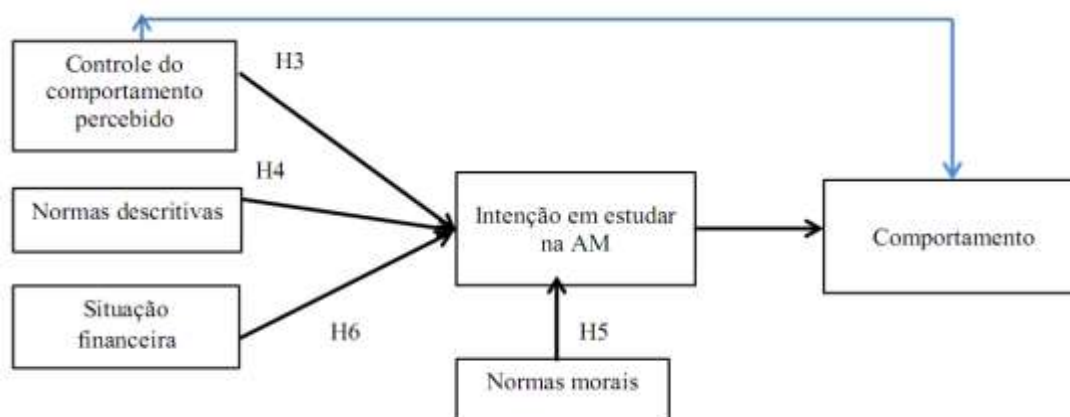 Controle do
comportamento
percebido
H3
H4
Normas descritivas
Situação
financeira
H6
Intenção em estudar
na AM
H5
Normas morais
Comportamento